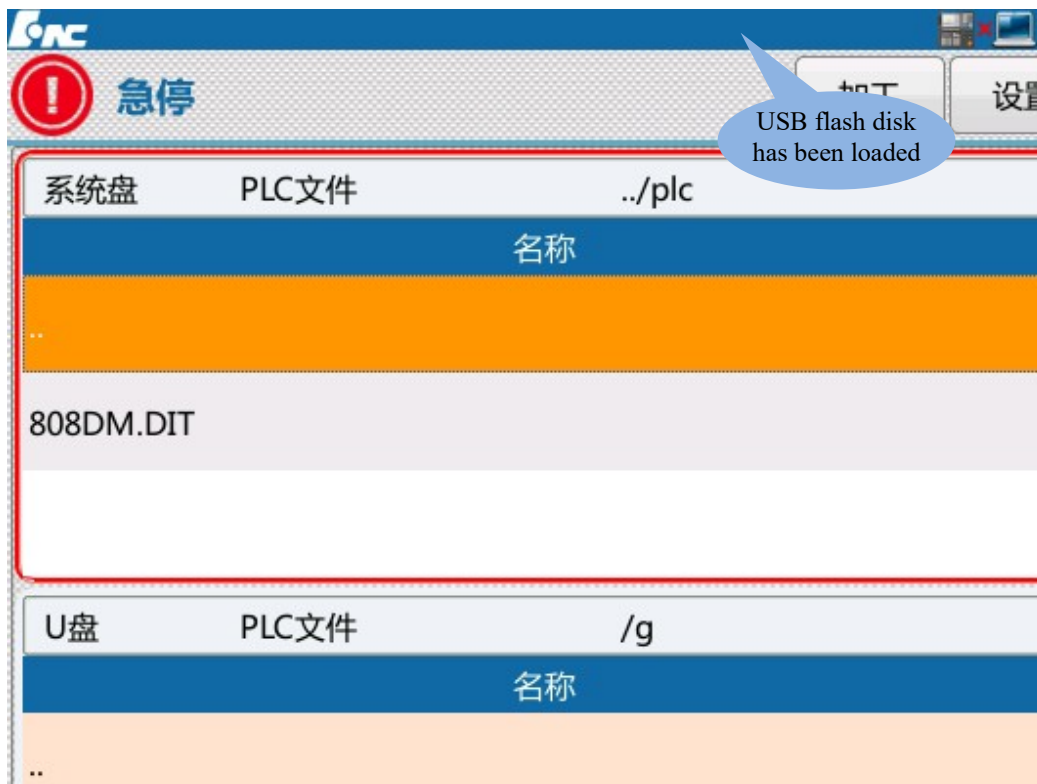 急停
加工
设置
USB flash disk
has been loaded
系统盘 PLC文件 ../plc
名称
..
808DM.DIT
U盘 PLC文件 /g
名称
..